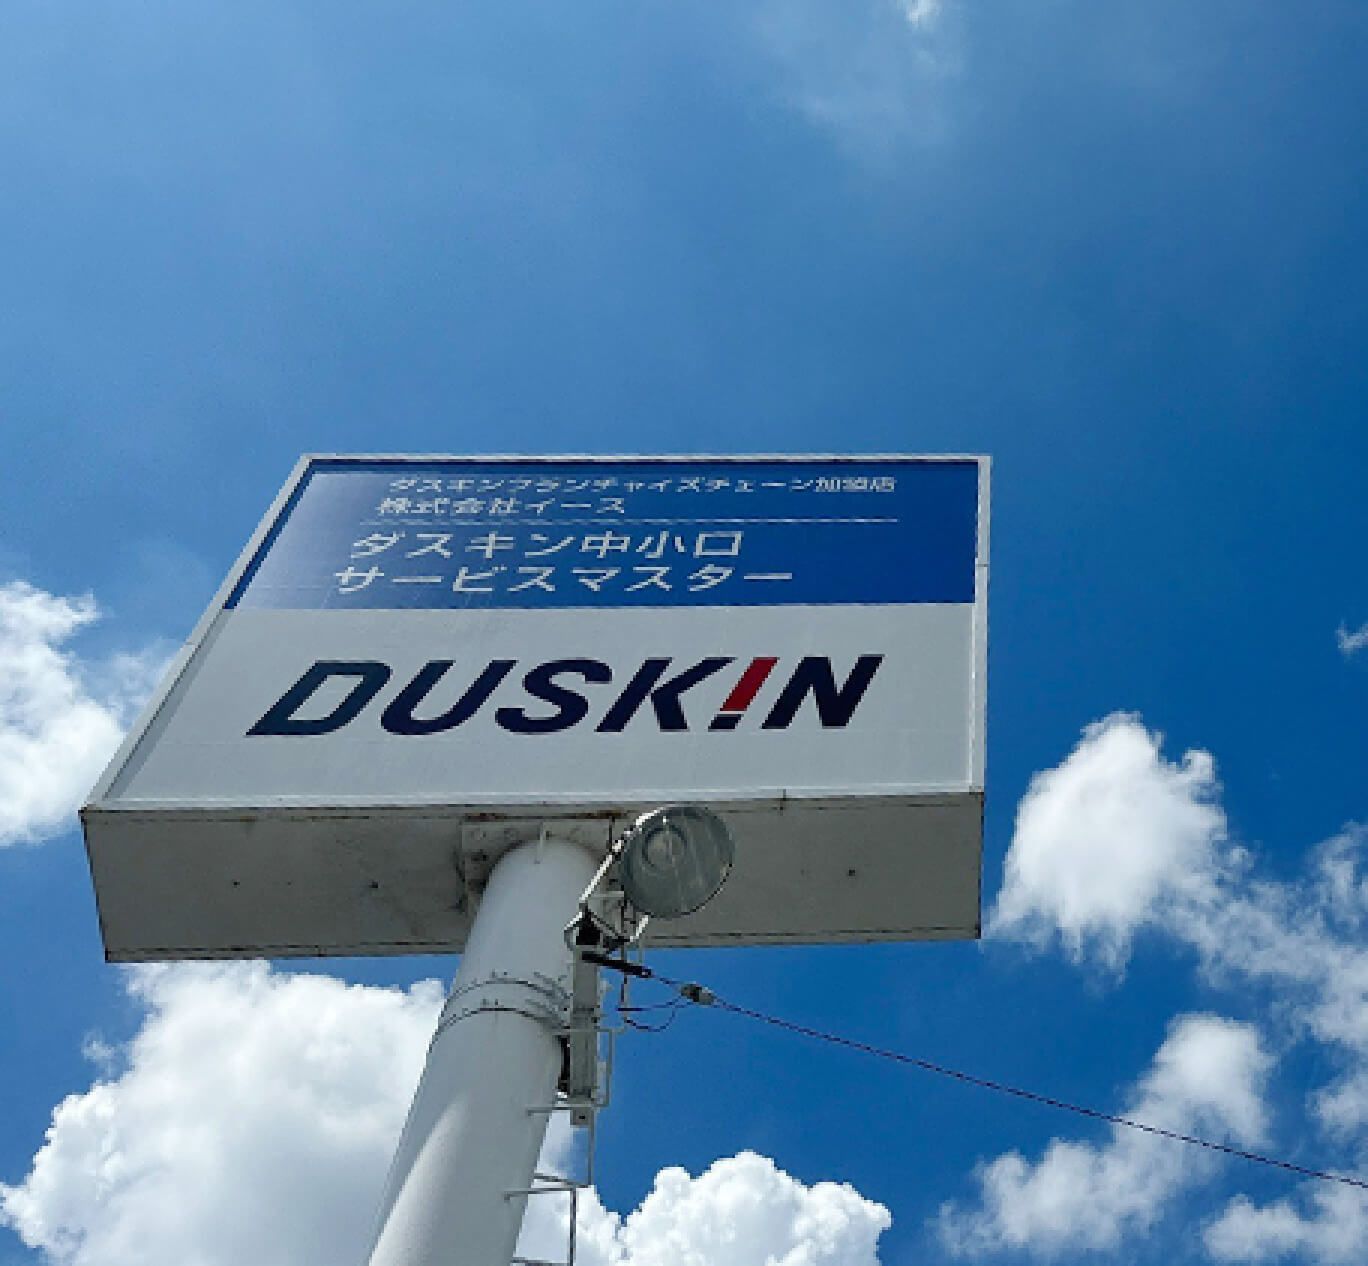 ダスキンフランチャイズチェーン加盟店
株式会社イース
ダスキン中小口
サービスマスター
DUSKIN